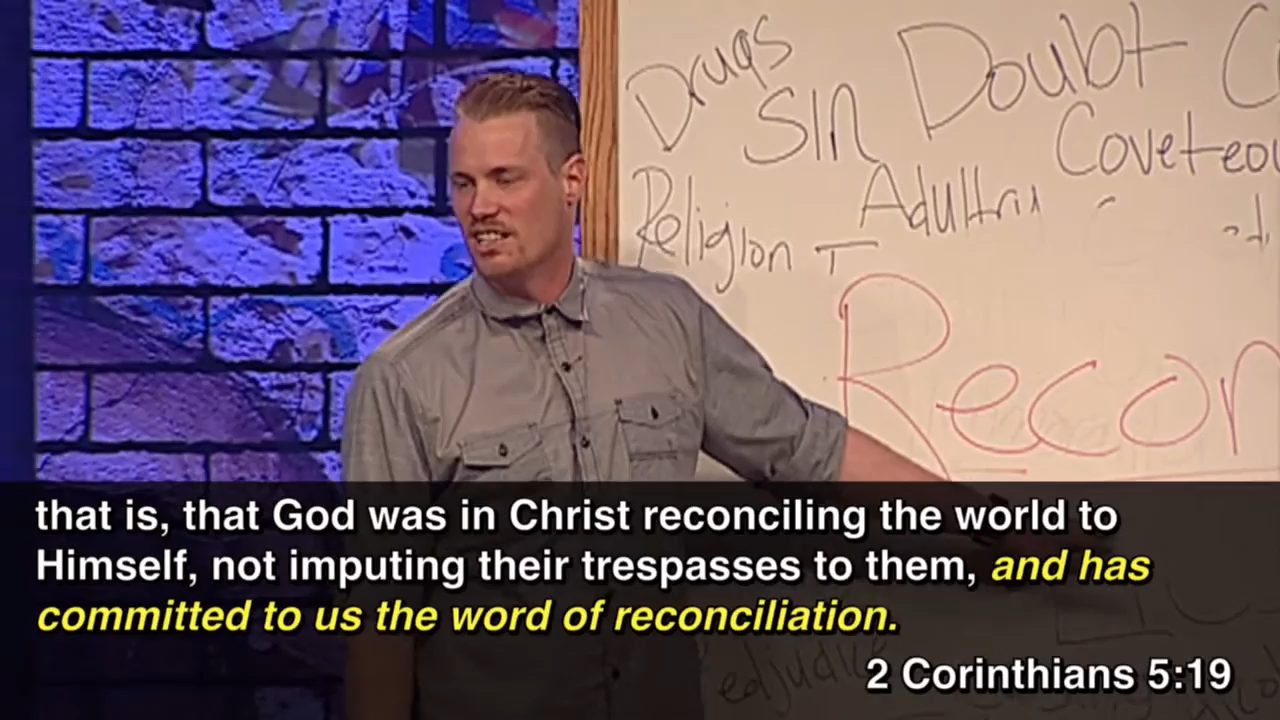 Drugs
SIN Doubt
Coveteou
Religion
Adultrix
Recon
that is, that God was in Christ reconciling the world to
Himself, not imputing their trespasses to them, and has
committed to us the word of reconciliation.
2 Corinthians 5:19